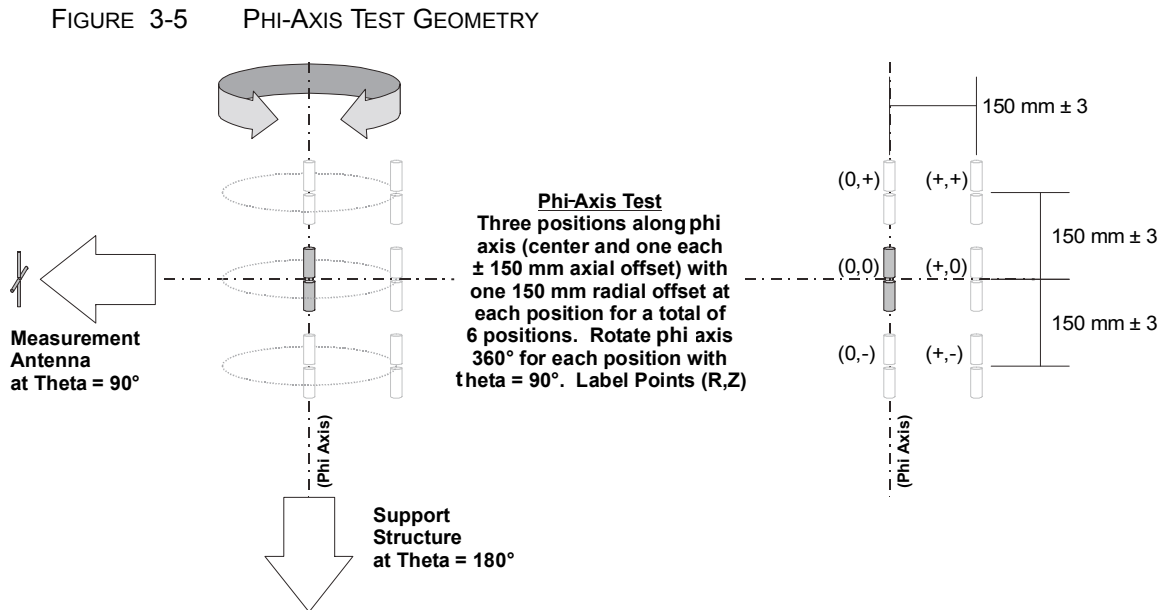 FIGURE 3-5 PHI-AXIS TEST GEOMETRY
150 mm ± 3
(0,+) (+,+)
Phi-Axis Test
Three positions along phi
axis (center and one each
± 150 mm axial offset) with
one 150 mm radial offset at
each position for a total of
6 positions. Rotate phi axis
360° for each position with
theta = 90°. Label Points (R,Z)
150 mm ± 3
(0,0) (+,0)
150 mm ± 3
(0,-) (+,-)
Measurement
Antenna
at Theta = 90°
(Phi Axis)
(Phi Axis)
Support
Structure
at Theta = 180°